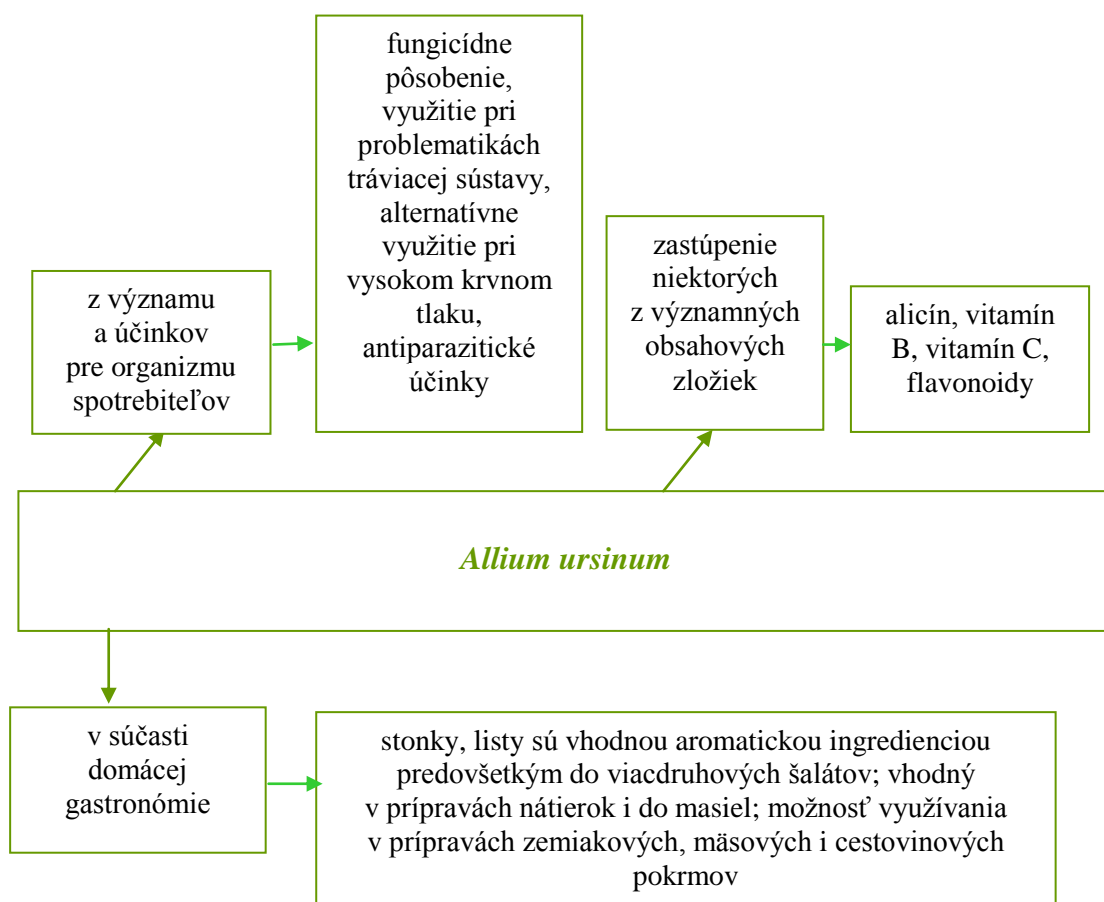 fungicídne
pôsobenie,
využitie pri
problematikách
tráviacej sústavy,
alternatívne
využitie pri
vysokom krvnom
tlaku,
antiparazitické
účinky
z významu
a účinkov
pre organizmu
spotrebiteľov
zastúpenie
niektorých
z významných
obsahových
zložiek
alicín, vitamín
B, vitamín C,
flavonoidy
Allium ursinum
v súčasti
domácej
gastronómie
stonky, listy sú vhodnou aromatickou ingredienciou
predovšetkým do viacdruhových šalátov; vhodný
v prípravách nátierok i do masiel; možnosť využívania
v prípravách zemiakových, mäsových i cestovinových
pokrmov